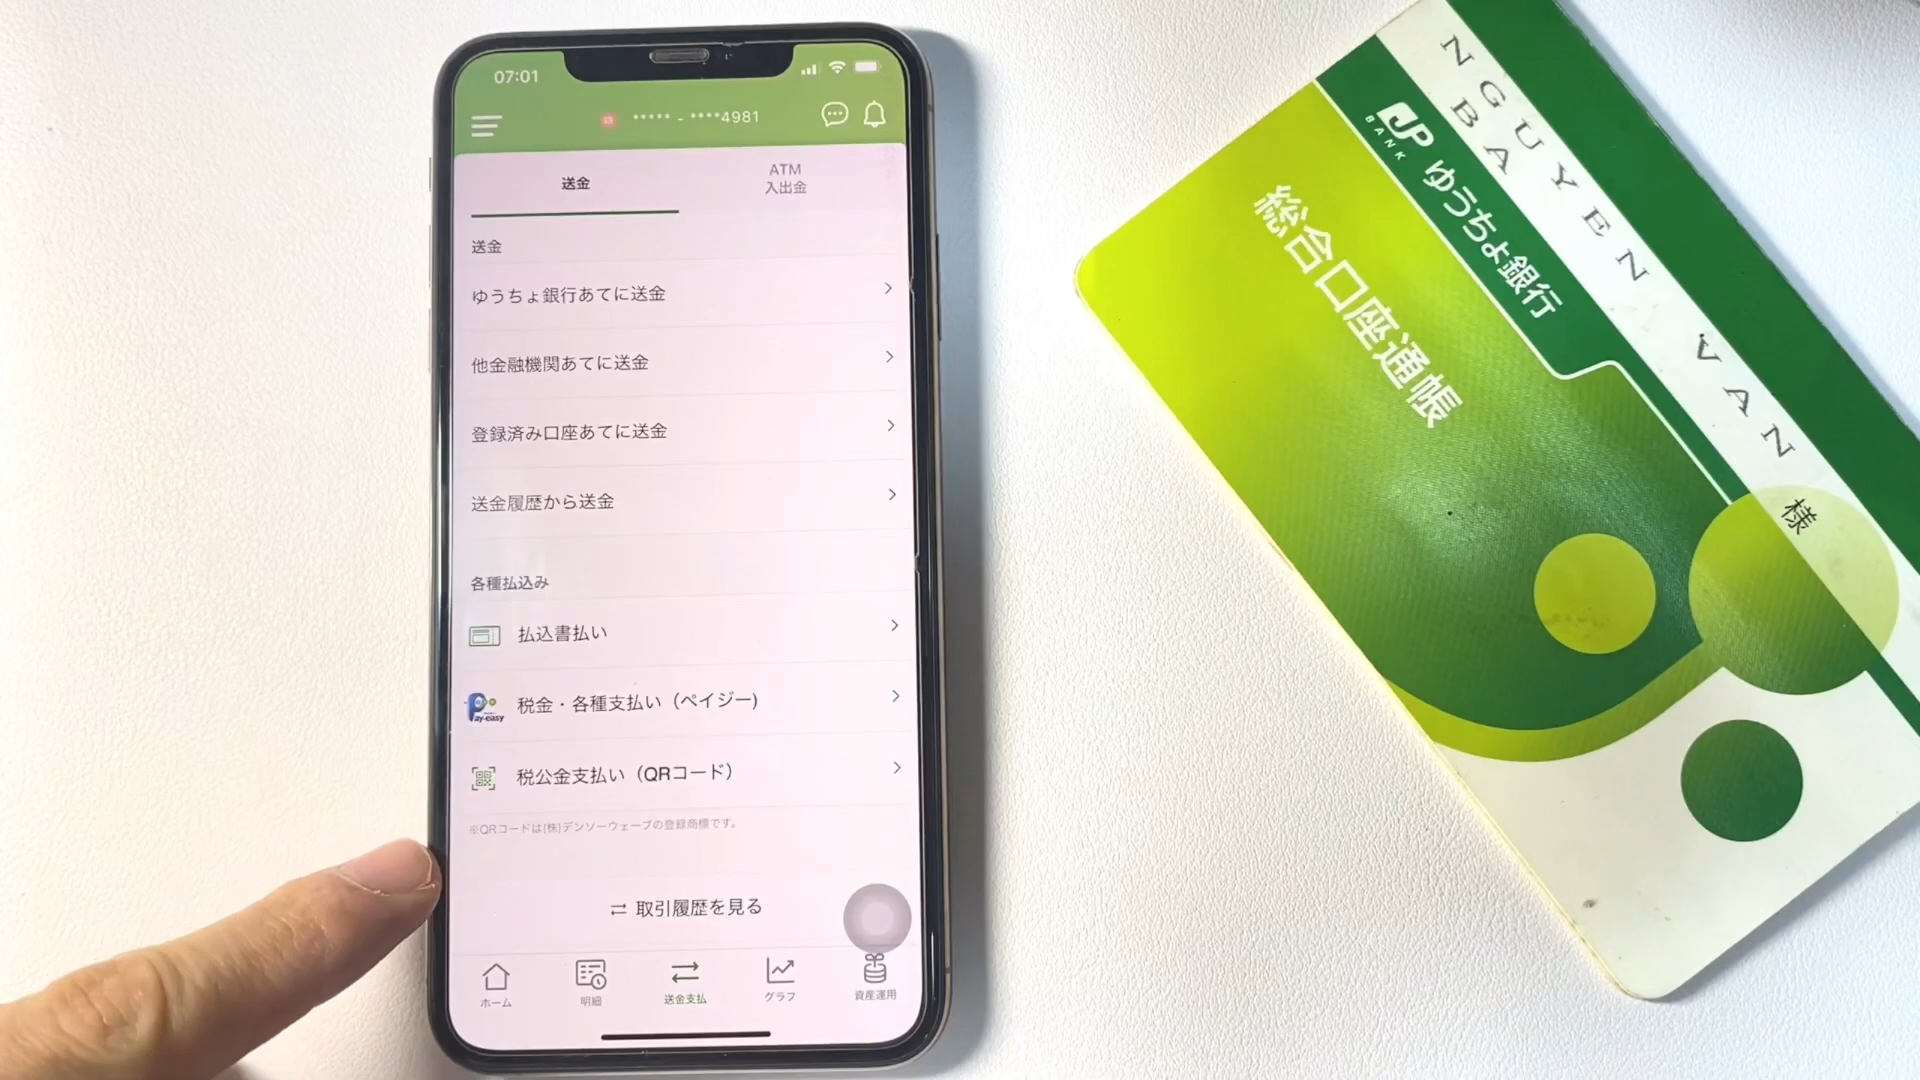 07:01
***** - ****4981
送金
ATM
入出金
送金
ゆうちょ銀行あてに送金
他金融機関あてに送金
登録済み口座あてに送金
送金履歴から送金
各種払込み
払込書払い
Pay-easy
税金・各種支払い（ペイジー）
税公金支払い（QRコード）
※QRコードは(株)デンソーウェーブの登録商標です。
取引履歴を見る
ホーム
明細
送金支払
グラフ
資産運用
NGUYEN VAN
BA
様
JP
BANK
ゆうちょ銀行
総合口座通帳